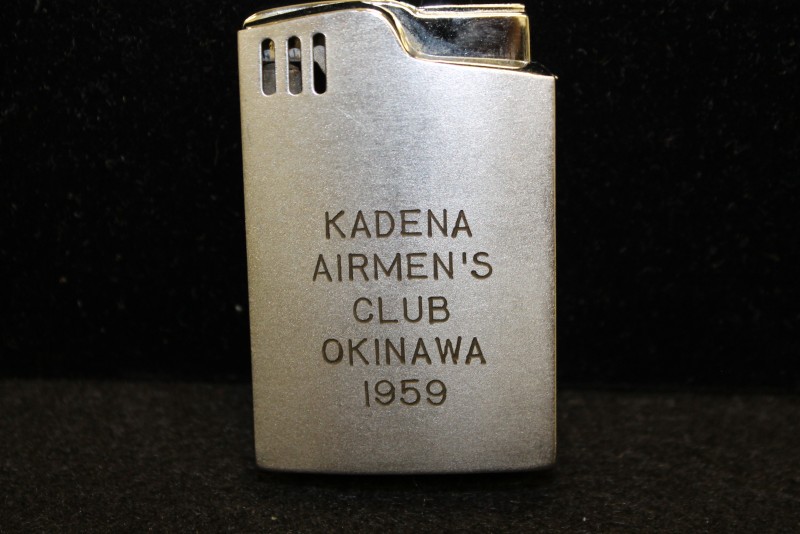 KADENA
AIRMEN'S
CLUB
OKINAWA
1959